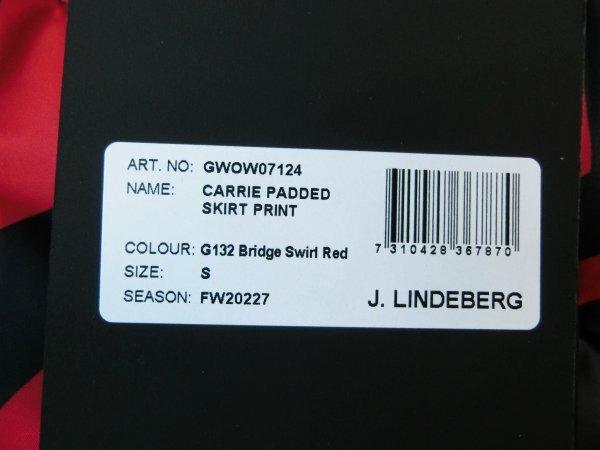 ART. NO: GWOW07124
NAME: CARRIE PADDED
SKIRT PRINT
COLOUR: G132 Bridge Swirl Red
SIZE: S
SEASON: FW20227
7 310428 367870
J. LINDEBERG